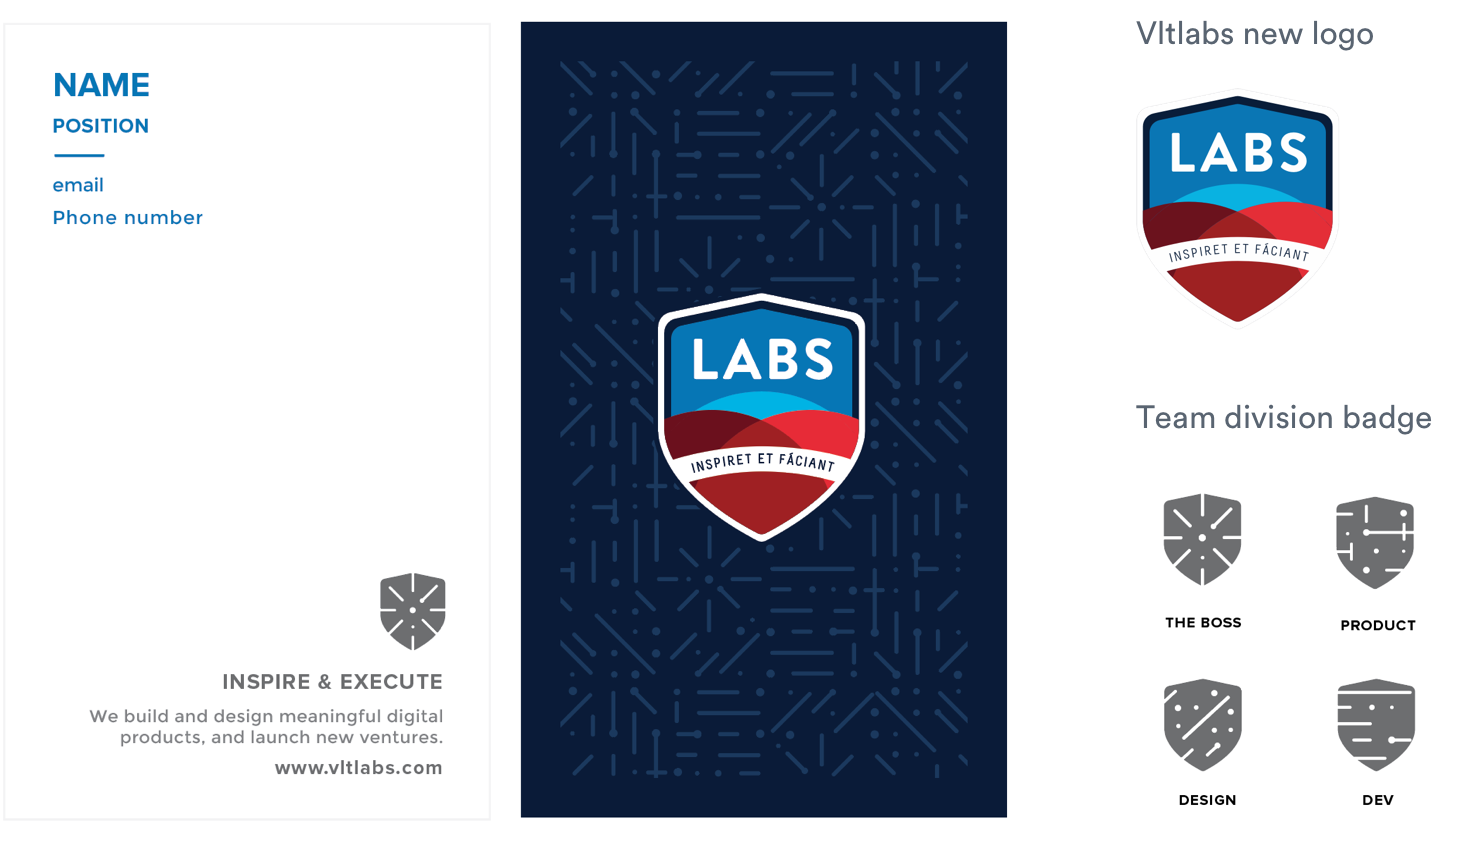 NAME
POSITION
email
Phone number
INSPIRE & EXECUTE
We build and design meaningful digital
products, and launch new ventures.
www.vltlabs.com
LABS
INSPIRET ET FÁCIANT
Vltlabs new logo
LABS
INSPIRET ET FÁCIANT
Team division badge
THE BOSS
PRODUCT
DESIGN
DEV